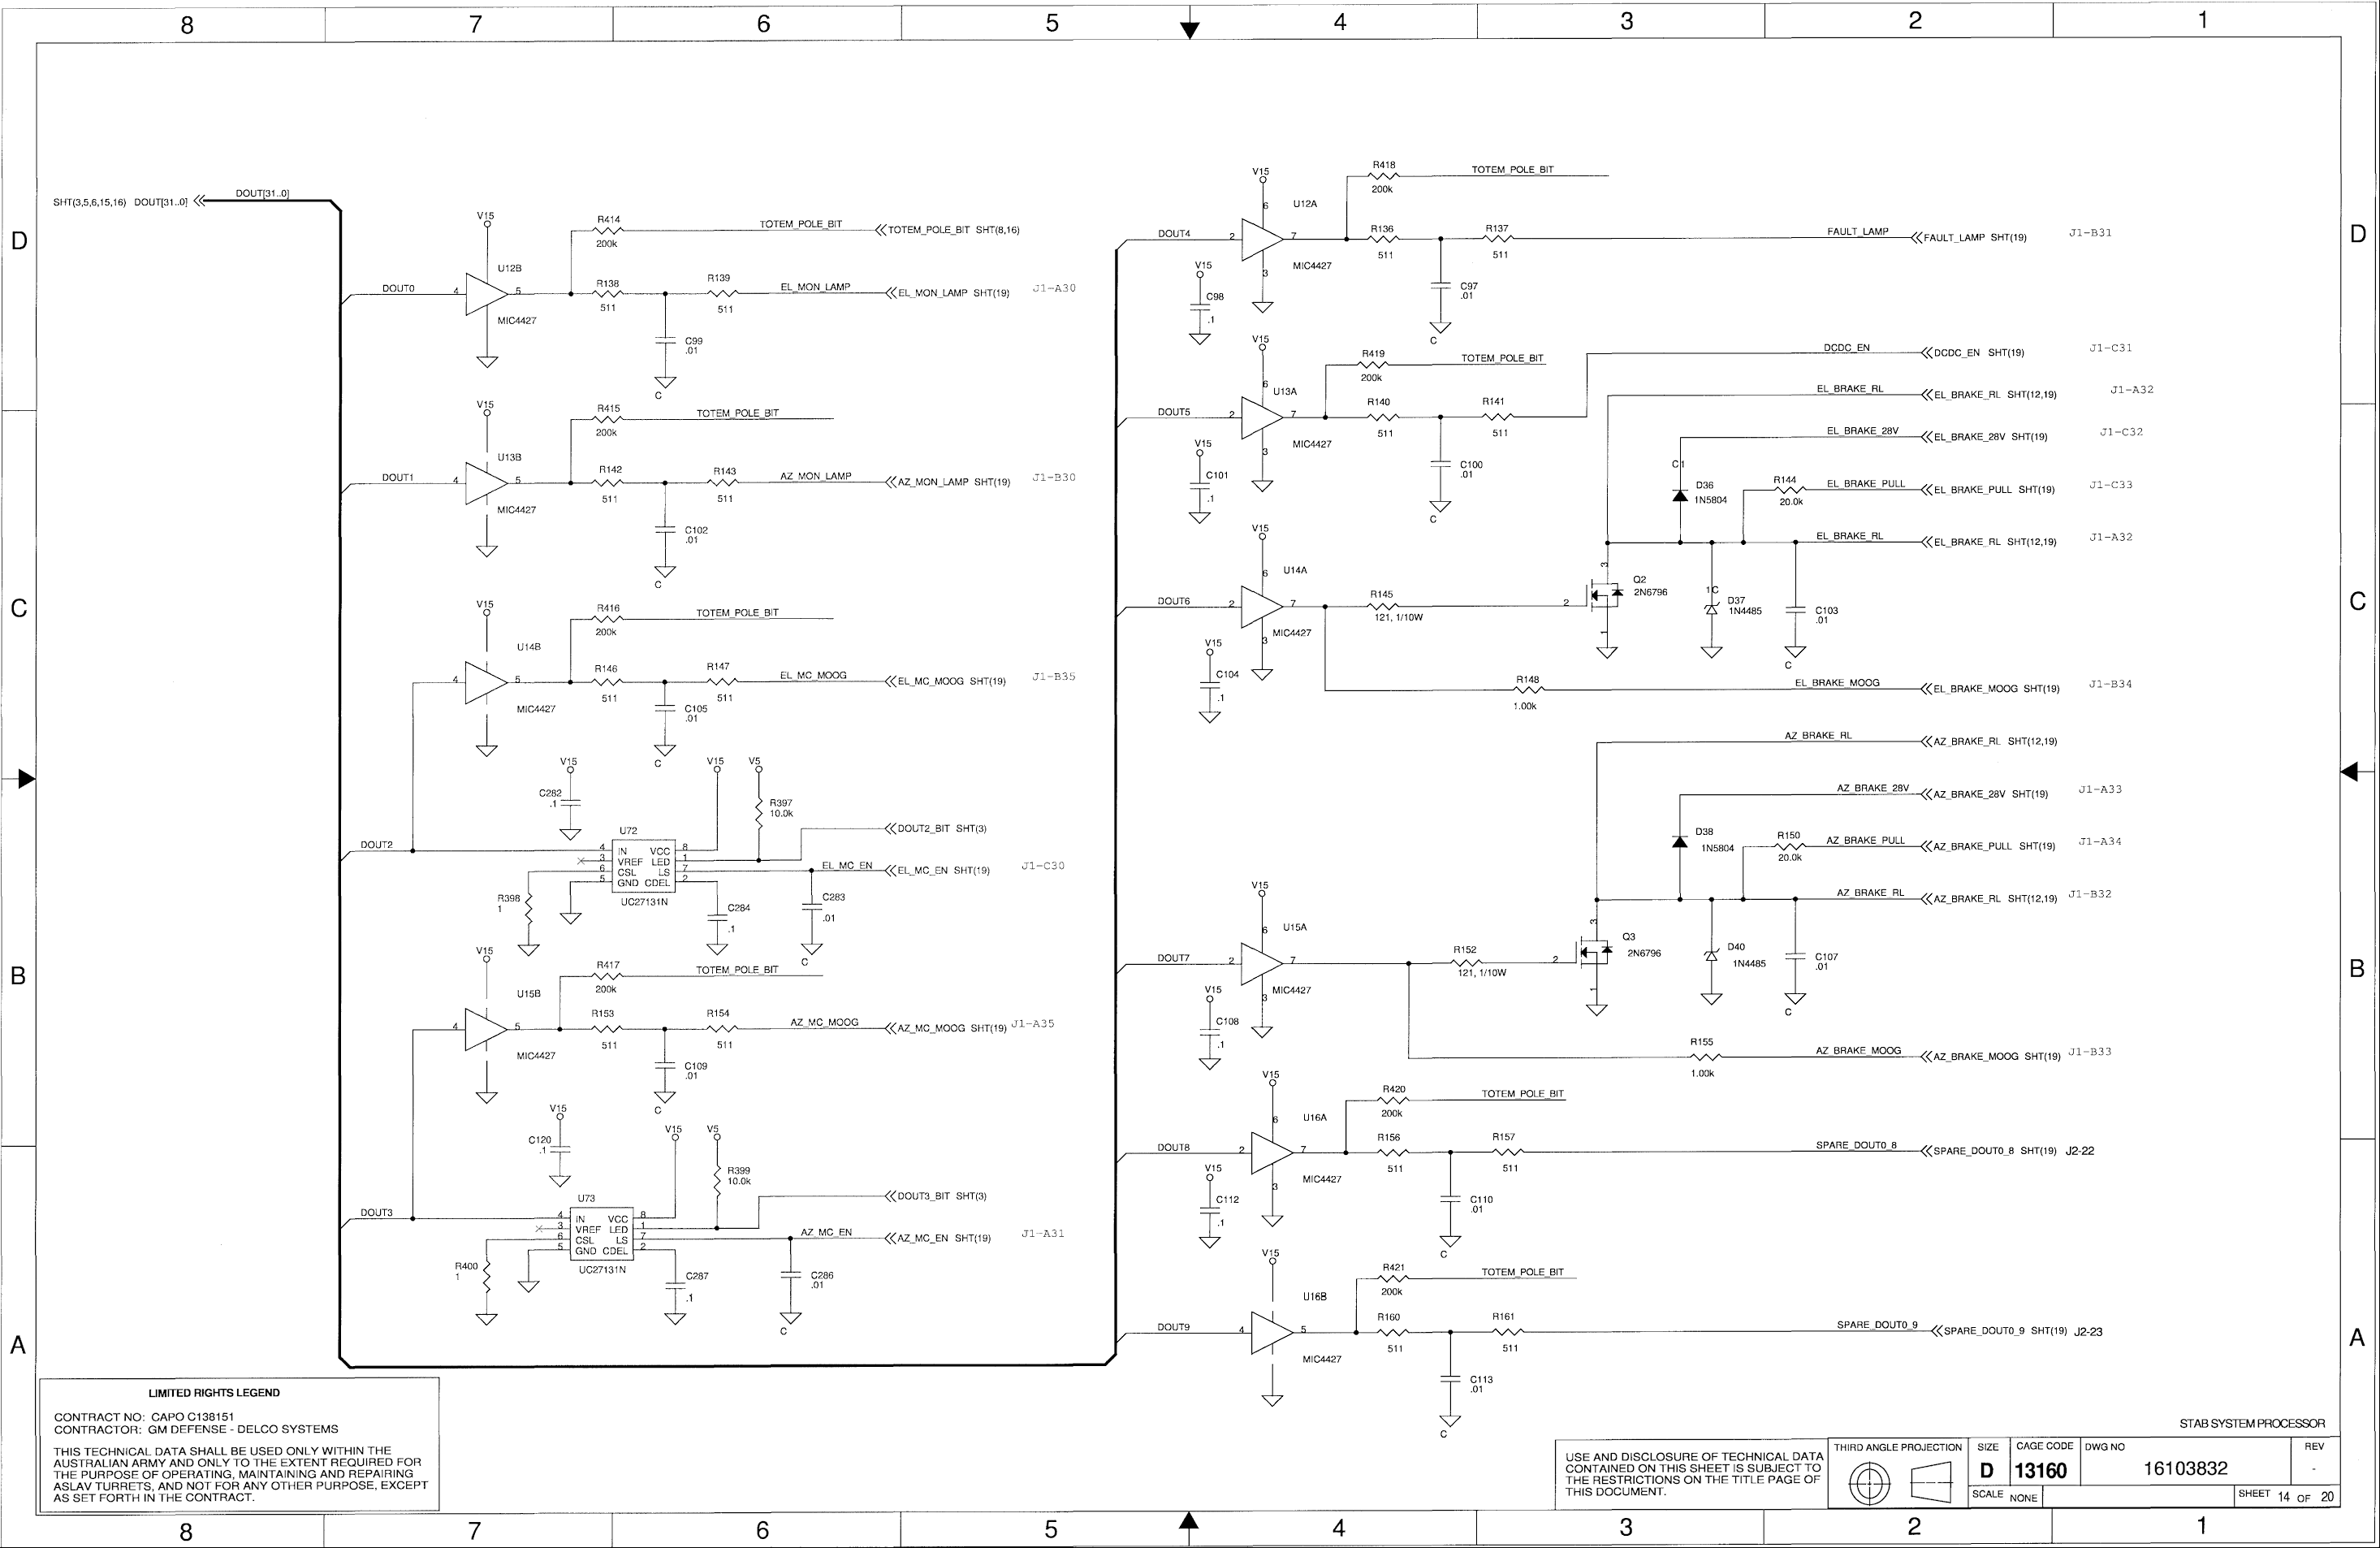 8 7 6 5 4 3 2 1
D
C
B
A
SHT(3,5,6,15,16) DOUT[31..0]
DOUT[31..0]
V15
R414
200k
TOTEM_POLE_BIT
TOTEM_POLE_BIT SHT(8,16)
U12B
DOUT0
4
5
MIC4427
R138
511
R139
511
EL_MON_LAMP
EL_MON_LAMP SHT(19)
J1-A30
C99
.01
C
V15
R415
200k
TOTEM_POLE_BIT
U13B
DOUT1
4
5
MIC4427
R142
511
R143
511
AZ_MON_LAMP
AZ_MON_LAMP SHT(19)
J1-B30
C102
.01
C
V15
R416
200k
TOTEM_POLE_BIT
U14B
4
5
MIC4427
R146
511
R147
511
EL_MC_MOOG
EL_MC_MOOG SHT(19)
J1-B35
C105
.01
C
V15
C282
.1
V15
V5
R397
10.0k
U72
DOUT2
4 IN VCC 8
3 VREF LED 1
6 CSL LS 7
5 GND CDEL 2
UC27131N
DOUT2_BIT SHT(3)
EL_MC_EN
EL_MC_EN SHT(19)
J1-C30
R398
1
C284
.1
C283
.01
C
V15
R417
200k
TOTEM_POLE_BIT
U15B
4
5
MIC4427
R153
511
R154
511
AZ_MC_MOOG
AZ_MC_MOOG SHT(19)
J1-A35
C109
.01
C
V15
C120
.1
V15
V5
R399
10.0k
U73
DOUT3
4 IN VCC 8
3 VREF LED 1
6 CSL LS 7
5 GND CDEL 2
UC27131N
DOUT3_BIT SHT(3)
AZ_MC_EN
AZ_MC_EN SHT(19)
J1-A31
R400
1
C287
.1
C286
.01
C
V15
R418
200k
TOTEM_POLE_BIT
6
U12A
DOUT4
2
7
3
MIC4427
R136
511
R137
511
FAULT_LAMP
FAULT_LAMP SHT(19)
J1-B31
V15
C98
.1
C97
.01
C
V15
R419
200k
TOTEM_POLE_BIT
6
U13A
DOUT5
2
7
3
MIC4427
R140
511
R141
511
DCDC_EN
DCDC_EN SHT(19)
J1-C31
V15
C101
.1
C100
.01
C
EL_BRAKE_RL
EL_BRAKE_RL SHT(12,19)
J1-A32
EL_BRAKE_28V
EL_BRAKE_28V SHT(19)
J1-C32
C1
D36
1N5804
R144
20.0k
EL_BRAKE_PULL
EL_BRAKE_PULL SHT(19)
J1-C33
EL_BRAKE_RL
EL_BRAKE_RL SHT(12,19)
J1-A32
V15
6
U14A
DOUT6
2
7
3
MIC4427
R145
121, 1/10W
2
3
1
Q2
2N6796
1C
D37
1N4485
C103
.01
C
V15
C104
.1
R148
1.00k
EL_BRAKE_MOOG
EL_BRAKE_MOOG SHT(19)
J1-B34
AZ_BRAKE_RL
AZ_BRAKE_RL SHT(12,19)
AZ_BRAKE_28V
AZ_BRAKE_28V SHT(19)
J1-A33
D38
1N5804
R150
20.0k
AZ_BRAKE_PULL
AZ_BRAKE_PULL SHT(19)
J1-A34
AZ_BRAKE_RL
AZ_BRAKE_RL SHT(12,19)
J1-B32
V15
6
U15A
DOUT7
2
7
3
MIC4427
R152
121, 1/10W
2
3
1
Q3
2N6796
D40
1N4485
C107
.01
C
V15
C108
.1
R155
1.00k
AZ_BRAKE_MOOG
AZ_BRAKE_MOOG SHT(19)
J1-B33
V15
R420
200k
TOTEM_POLE_BIT
6
U16A
DOUT8
2
7
3
MIC4427
R156
511
R157
511
SPARE_DOUT0_8
SPARE_DOUT0_8 SHT(19) J2-22
V15
C112
.1
C110
.01
C
V15
R421
200k
TOTEM_POLE_BIT
U16B
DOUT9
4
5
MIC4427
R160
511
R161
511
SPARE_DOUT0_9
SPARE_DOUT0_9 SHT(19) J2-23
C113
.01
C
LIMITED RIGHTS LEGEND
CONTRACT NO: CAPO C138151
CONTRACTOR: GM DEFENSE - DELCO SYSTEMS
THIS TECHNICAL DATA SHALL BE USED ONLY WITHIN THE
AUSTRALIAN ARMY AND ONLY TO THE EXTENT REQUIRED FOR
THE PURPOSE OF OPERATING, MAINTAINING AND REPAIRING
ASLAV TURRETS, AND NOT FOR ANY OTHER PURPOSE, EXCEPT
AS SET FORTH IN THE CONTRACT.
USE AND DISCLOSURE OF TECHNICAL DATA
CONTAINED ON THIS SHEET IS SUBJECT TO
THE RESTRICTIONS ON THE TITLE PAGE OF
THIS DOCUMENT.
STAB SYSTEM PROCESSOR
THIRD ANGLE PROJECTION
SIZE
D
CAGE CODE
13160
DWG NO
16103832
REV
-
SCALE NONE
SHEET 14 OF 20
D
C
B
A
8 7 6 5 4 3 2 1